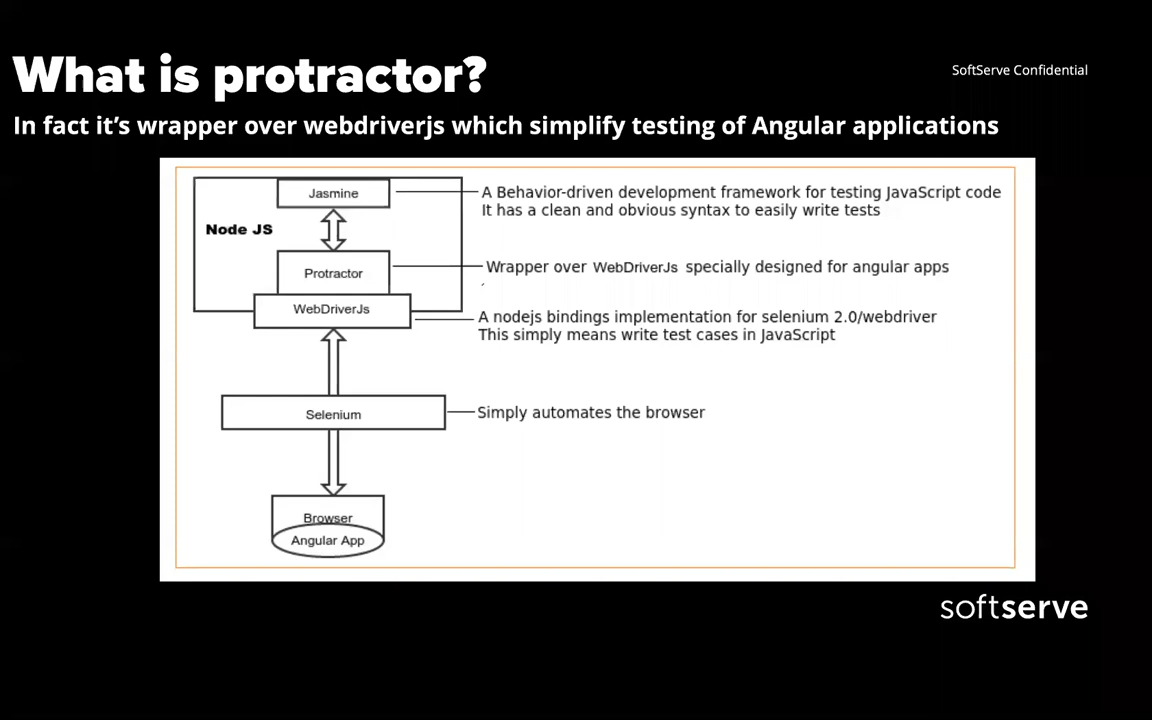 What is protractor?
SoftServe Confidential
In fact it's wrapper over webdriverjs which simplify testing of Angular applications
Jasmine
A Behavior-driven development framework for testing JavaScript code
It has a clean and obvious syntax to easily write tests
Node JS
Protractor
Wrapper over WebDriverJs specially designed for angular apps
WebDriverJs
A nodejs bindings implementation for selenium 2.0/webdriver
This simply means write test cases in JavaScript
Selenium
Simply automates the browser
Browser
Angular App
softserve